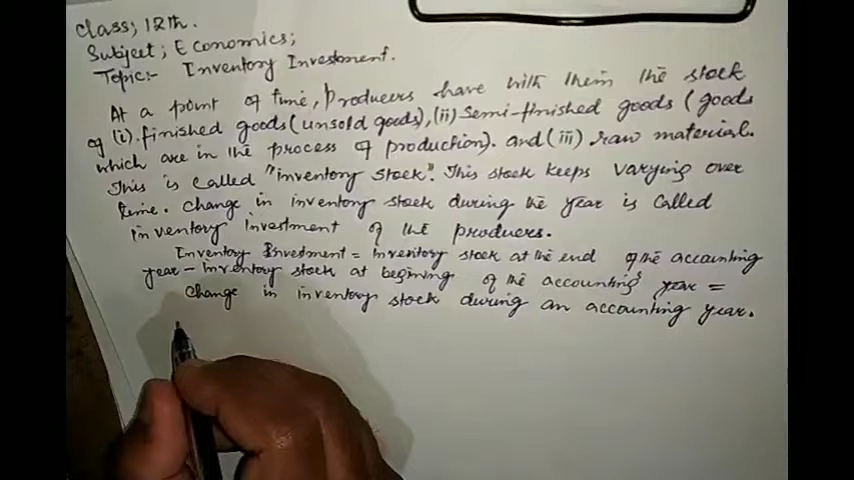 Class; 12th.
Subject; Economics;
Topic:- Inventory Investment.
At a point of time, Producers have with them the stock
of (i). finished goods (unsold goods), (ii) Semi-finished goods (goods
which are in the process of production). and (iii) raw material.
This is called "inventory stock". This stock keeps varying over
time. Change in inventory stock during the year is called
inventory investment of the producers.
Inventory Investment = Inventory stock at the end of the accounting
year - Inventory stock at begining of the accounting year =
Change in inventory stock during an accounting year.